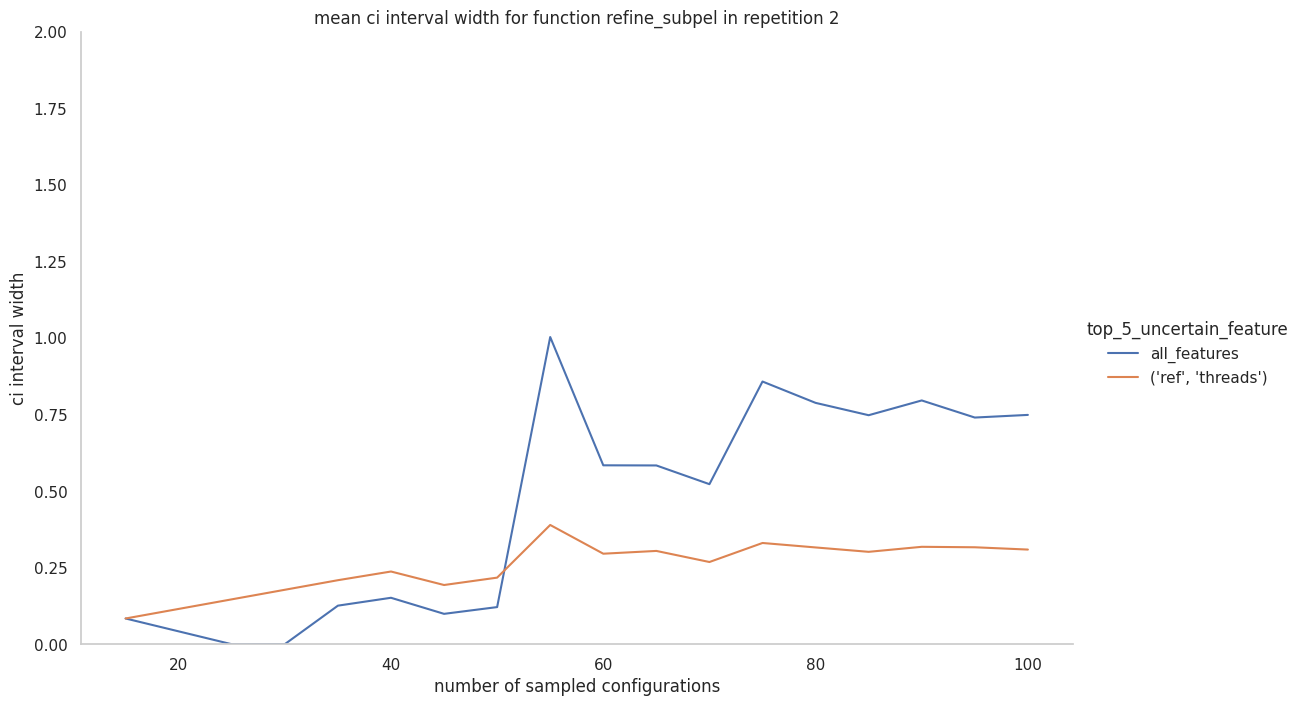 mean ci interval width for function refine_subpel in repetition 2
2.00
1.75
1.50
1.25
1.00
0.75
0.50
0.25
0.00
ci interval width
20
40
60
80
100
number of sampled configurations
top_5_uncertain_feature
all_features
('ref', 'threads')